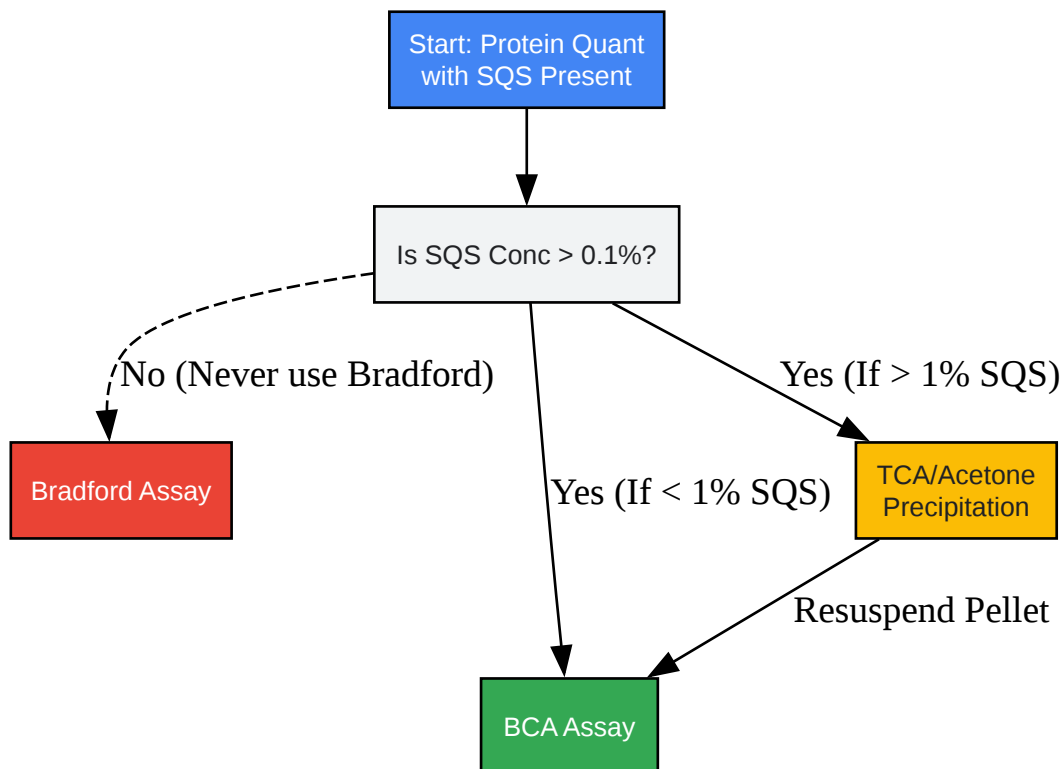 Start: Protein Quant
with SQS Present
Is SQS Conc > 0.1%?
No (Never use Bradford)
Yes (If > 1% SQS)
Bradford Assay
Yes (If < 1% SQS)
TCA/Acetone
Precipitation
Resuspend Pellet
BCA Assay